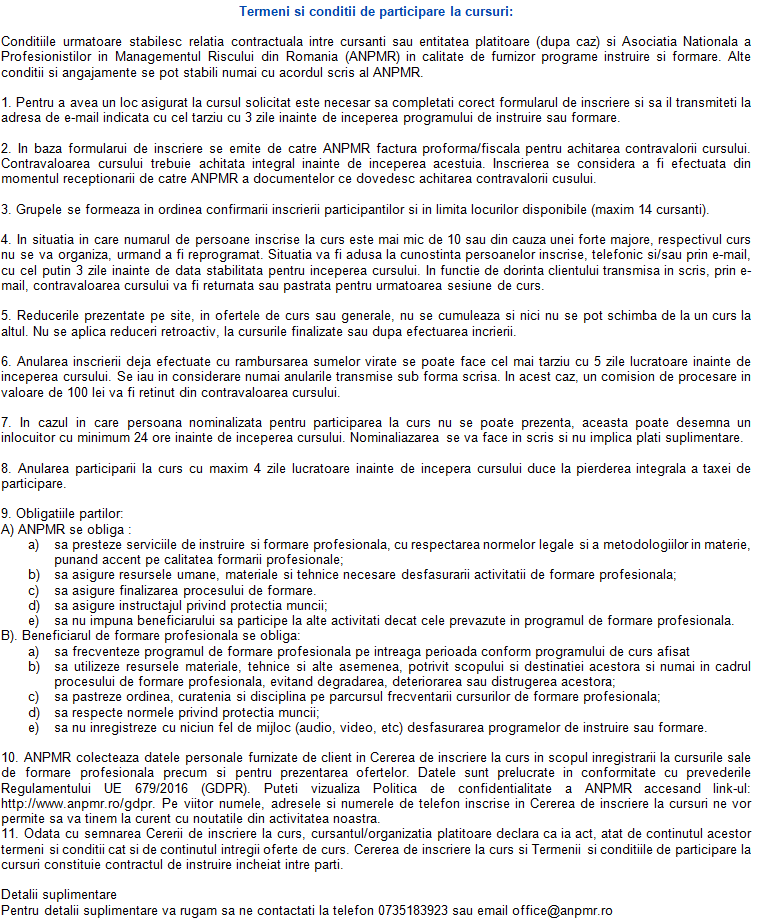 Termeni si conditii de participare la cursuri:
Conditiile urmatoare stabilesc relatia contractuala intre cursanti sau entitatea platitoare (dupa caz) si Asociatia Nationala a
Profesionistilor in Managementul Riscului din Romania (ANPMR) in calitate de furnizor programe instruire si formare. Alte
conditii si angajamente se pot stabili numai cu acordul scris al ANPMR.
1. Pentru a avea un loc asigurat la cursul solicitat este necesar sa completati corect formularul de inscriere si sa il transmiteti la
adresa de e-mail indicata cu cel tarziu cu 3 zile inainte de inceperea programului de instruire sau formare.
2. In baza formularui de inscriere se emite de catre ANPMR factura proforma/fiscala pentru achitarea contravalorii cursului.
Contravaloarea cursului trebuie achitata integral inainte de inceperea acestuia. Inscrierea se considera a fi efectuata din
momentul receptionarii de catre ANPMR a documentelor ce dovedesc achitarea contravalorii cusului.
3. Grupele se formeaza in ordinea confirmarii inscrierii participantilor si in limita locurilor disponibile (maxim 14 cursanti).
4. In situatia in care numarul de persoane inscrise la curs este mai mic de 10 sau din cauza unei forte majore, respectivul curs
nu se va organiza, urmand a fi reprogramat. Situatia va fi adusa la cunostinta persoanelor inscrise, telefonic si/sau prin e-mail,
cu cel putin 3 zile inainte de data stabilitata pentru inceperea cursului. In functie de dorinta clientului transmisa in scris, prin e-
mail, contravaloarea cursului va fi returnata sau pastrata pentru urmatoarea sesiune de curs.
5. Reducerile prezentate pe site, in ofertele de curs sau generale, nu se cumuleaza si nici nu se pot schimba de la un curs la
altul. Nu se aplica reduceri retroactiv, la cursurile finalizate sau dupa efectuarea incrierii.
6. Anularea inscrierii deja efectuate cu rambursarea sumelor virate se poate face cel mai tarziu cu 5 zile lucratoare inainte de
inceperea cursului. Se iau in considerare numai anularile transmise sub forma scrisa. In acest caz, un comision de procesare in
valoare de 100 lei va fi retinut din contravaloarea cursului.
7. In cazul in care persoana nominalizata pentru participarea la curs nu se poate prezenta, aceasta poate desemna un
inlocuitor cu minimum 24 ore inainte de inceperea cursului. Nominaliazarea se va face in scris si nu implica plati suplimentare.
8. Anularea participarii la curs cu maxim 4 zile lucratoare inainte de incepera cursului duce la pierderea integrala a taxei de
participare.
9. Obligatiile partilor:
A) ANPMR se obliga :
a) sa presteze serviciile de instruire si formare profesionala, cu respectarea normelor legale si a metodologiilor in materie,
punand accent pe calitatea formarii profesionale;
b) sa asigure resursele umane, materiale si tehnice necesare desfasurarii activitatii de formare profesionala;
c) sa asigure finalizarea procesului de formare.
d) sa asigure instructajul privind protectia muncii;
e) sa nu impuna beneficiarului sa participe la alte activitati decat cele prevazute in programul de formare profesionala.
B). Beneficiarul de formare profesionala se obliga:
a) sa frecventeze programul de formare profesionala pe intreaga perioada conform programului de curs afisat
b) sa utilizeze resursele materiale, tehnice si alte asemenea, potrivit scopului si destinatiei acestora si numai in cadrul
procesului de formare profesionala, evitand degradarea, deteriorarea sau distrugerea acestora;
c) sa pastreze ordinea, curatenia si disciplina pe parcursul frecventarii cursurilor de formare profesionala;
d) sa respecte normele privind protectia muncii;
e) sa nu inregistreze cu niciun fel de mijloc (audio, video, etc) desfasurarea programelor de instruire sau formare.
10. ANPMR colecteaza datele personale furnizate de client in Cererea de inscriere la curs in scopul inregistrarii la cursurile sale
de formare profesionala precum si pentru prezentarea ofertelor. Datele sunt prelucrate in conformitate cu prevederile
Regulamentului UE 679/2016 (GDPR). Puteti vizualiza Politica de confidentialitate a ANPMR accesand link-ul:
http://www.anpmr.ro/gdpr. Pe viitor numele, adresele si numerele de telefon inscrise in Cererea de inscriere la cursuri ne vor
permite sa va tinem la curent cu noutatile din activitatea noastra.
11. Odata cu semnarea Cererii de inscriere la curs, cursantul/organizatia platitoare declara ca ia act, atat de continutul acestor
termeni si conditii cat si de continutul intregii oferte de curs. Cererea de inscriere la curs si Termenii si conditiile de participare la
cursuri constituie contractul de instruire incheiat intre parti.
Detalii suplimentare
Pentru detalii suplimentare va rugam sa ne contactati la telefon 0735183923 sau email office@anpmr.ro